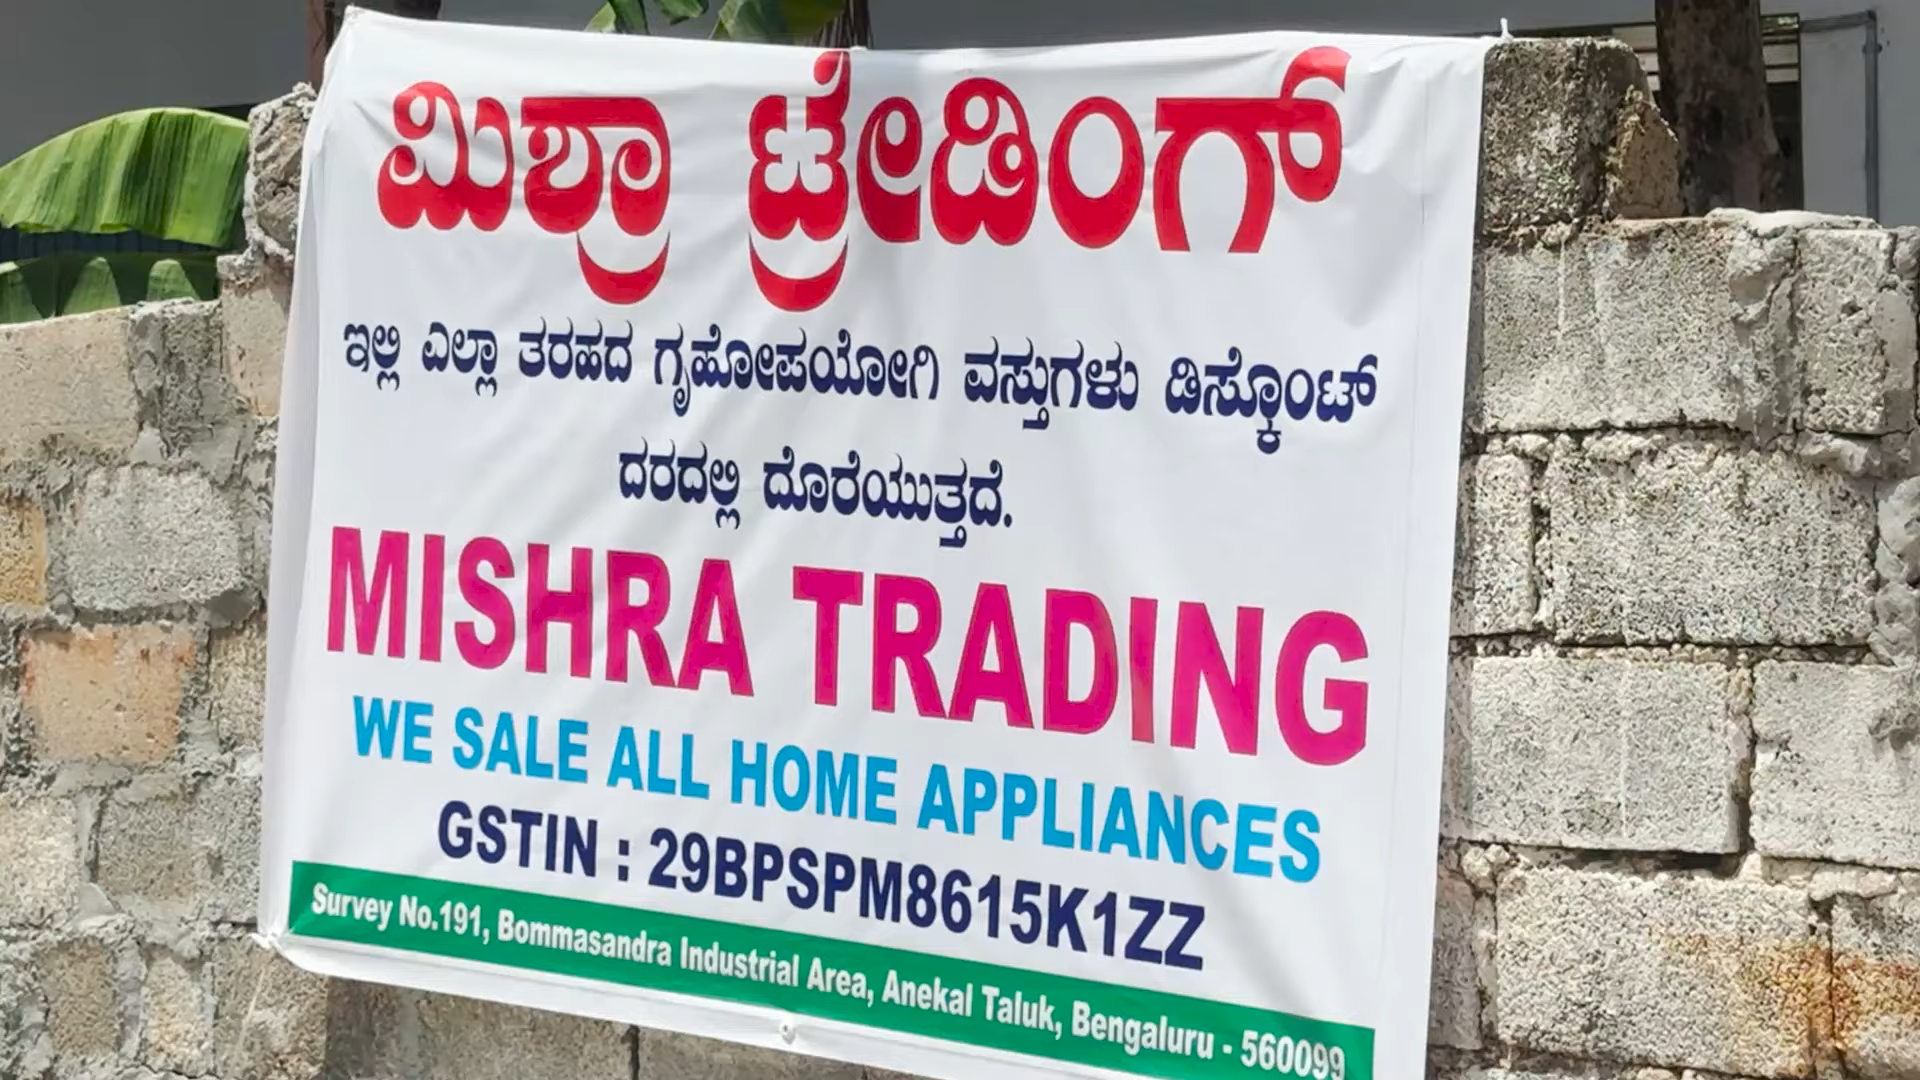 ಮಿಶ್ರಾ ಟ್ರೇಡಿಂಗ್
ಇಲ್ಲಿ ಎಲ್ಲಾ ತರಹದ ಗೃಹೋಪಯೋಗಿ ವಸ್ತುಗಳು ಡಿಸ್ಕೊಂಟ್
ದರದಲ್ಲಿ ದೊರೆಯುತ್ತದೆ.
MISHRA TRADING
WE SALE ALL HOME APPLIANCES
GSTIN : 29BPSPM8615K1ZZ
Survey No.191, Bommasandra Industrial Area, Anekal Taluk, Bengaluru - 560099